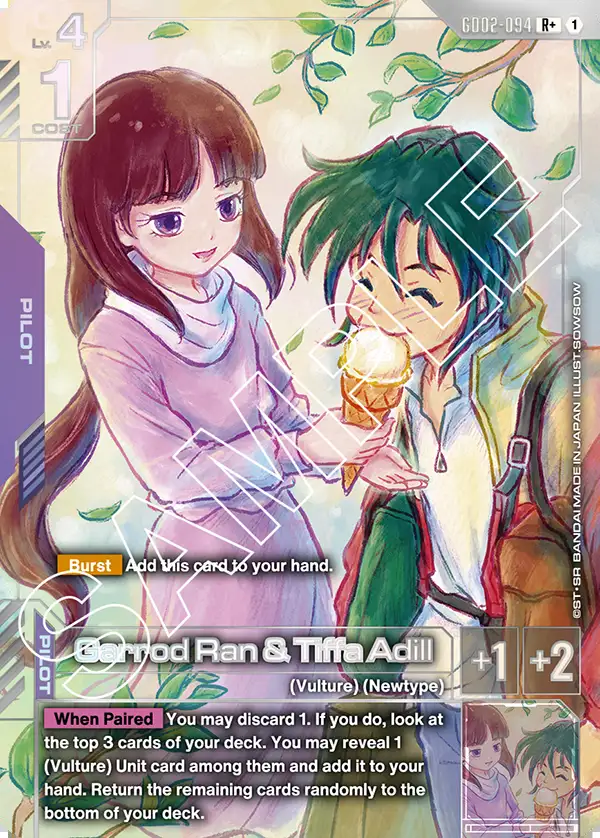 Lv. 4
1
COST
GD02-094 R+ 1
PILOT
SAMPLE
©ST・SR BANDAI MADE IN JAPAN ILLUST.SOWSOW
Burst Add this card to your hand.
PILOT
Garrod Ran & Tiffa Adill
+1 +2
(Vulture) (Newtype)
When Paired You may discard 1. If you do, look at
the top 3 cards of your deck. You may reveal 1
(Vulture) Unit card among them and add it to your
hand. Return the remaining cards randomly to the
bottom of your deck.